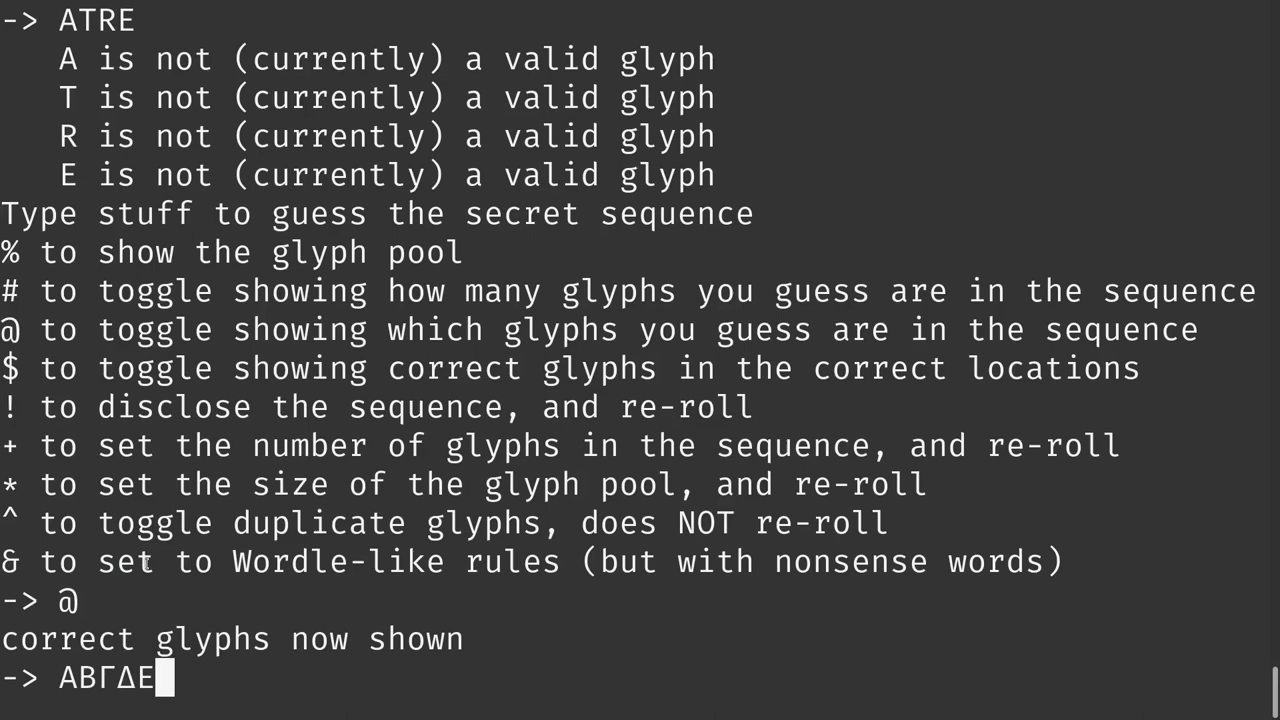 -> ATRE
A is not (currently) a valid glyph
T is not (currently) a valid glyph
R is not (currently) a valid glyph
E is not (currently) a valid glyph
Type stuff to guess the secret sequence
% to show the glyph pool
# to toggle showing how many glyphs you guess are in the sequence
@ to toggle showing which glyphs you guess are in the sequence
$ to toggle showing correct glyphs in the correct locations
! to disclose the sequence, and re-roll
+ to set the number of glyphs in the sequence, and re-roll
* to set the size of the glyph pool, and re-roll
^ to toggle duplicate glyphs, does NOT re-roll
& to set to Wordle-like rules (but with nonsense words)
-> @
correct glyphs now shown
-> ΑΒΓΔΕ